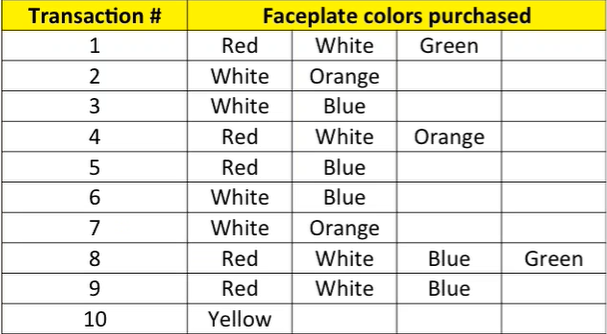 Transaction # Faceplate colors purchased
1 Red White Green
2 White Orange
3 White Blue
4 Red White Orange
5 Red Blue
6 White Blue
7 White Orange
8 Red White Blue Green
9 Red White Blue
10 Yellow